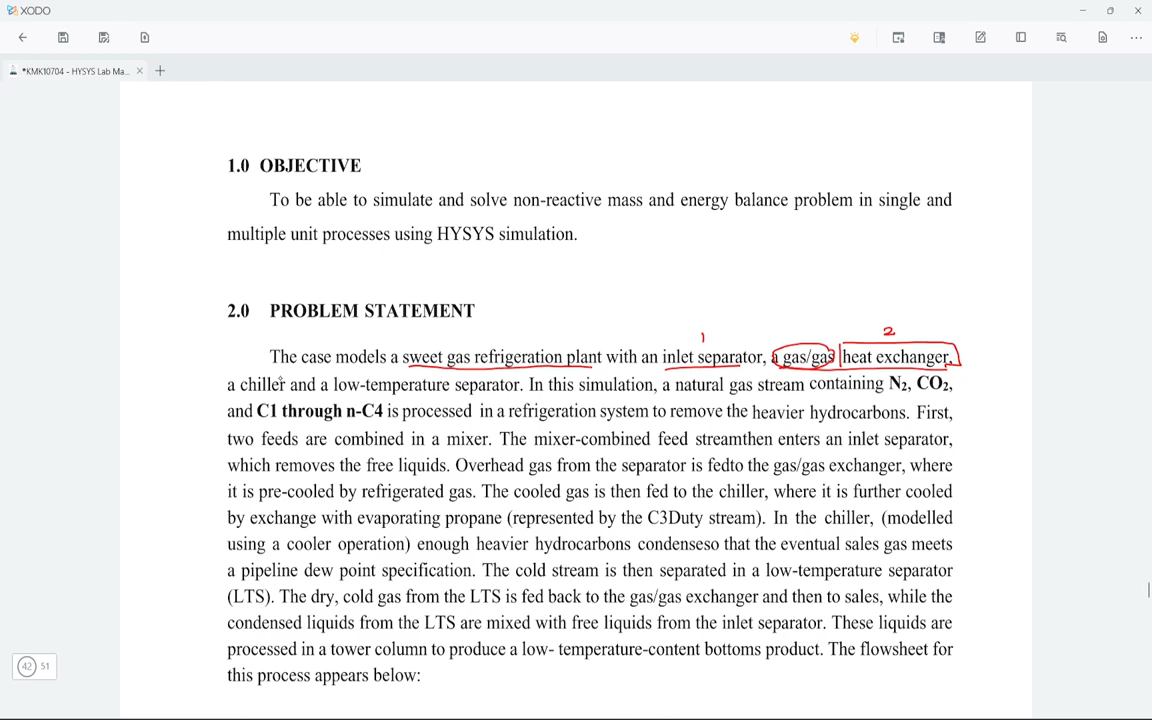 XODO
*KMK10704 - HYSYS Lab Ma...
1.0 OBJECTIVE
To be able to simulate and solve non-reactive mass and energy balance problem in single and
multiple unit processes using HYSYS simulation.
2.0 PROBLEM STATEMENT
1
2
The case models a sweet gas refrigeration plant with an inlet separator, a gas/gas heat exchanger,
a chiller and a low-temperature separator. In this simulation, a natural gas stream containing N2, CO2,
and C1 through n-C4 is processed in a refrigeration system to remove the heavier hydrocarbons. First,
two feeds are combined in a mixer. The mixer-combined feed streamthen enters an inlet separator,
which removes the free liquids. Overhead gas from the separator is fedto the gas/gas exchanger, where
it is pre-cooled by refrigerated gas. The cooled gas is then fed to the chiller, where it is further cooled
by exchange with evaporating propane (represented by the C3Duty stream). In the chiller, (modelled
using a cooler operation) enough heavier hydrocarbons condenseso that the eventual sales gas meets
a pipeline dew point specification. The cold stream is then separated in a low-temperature separator
(LTS). The dry, cold gas from the LTS is fed back to the gas/gas exchanger and then to sales, while the
condensed liquids from the LTS are mixed with free liquids from the inlet separator. These liquids are
processed in a tower column to produce a low- temperature-content bottoms product. The flowsheet for
this process appears below:
42 51